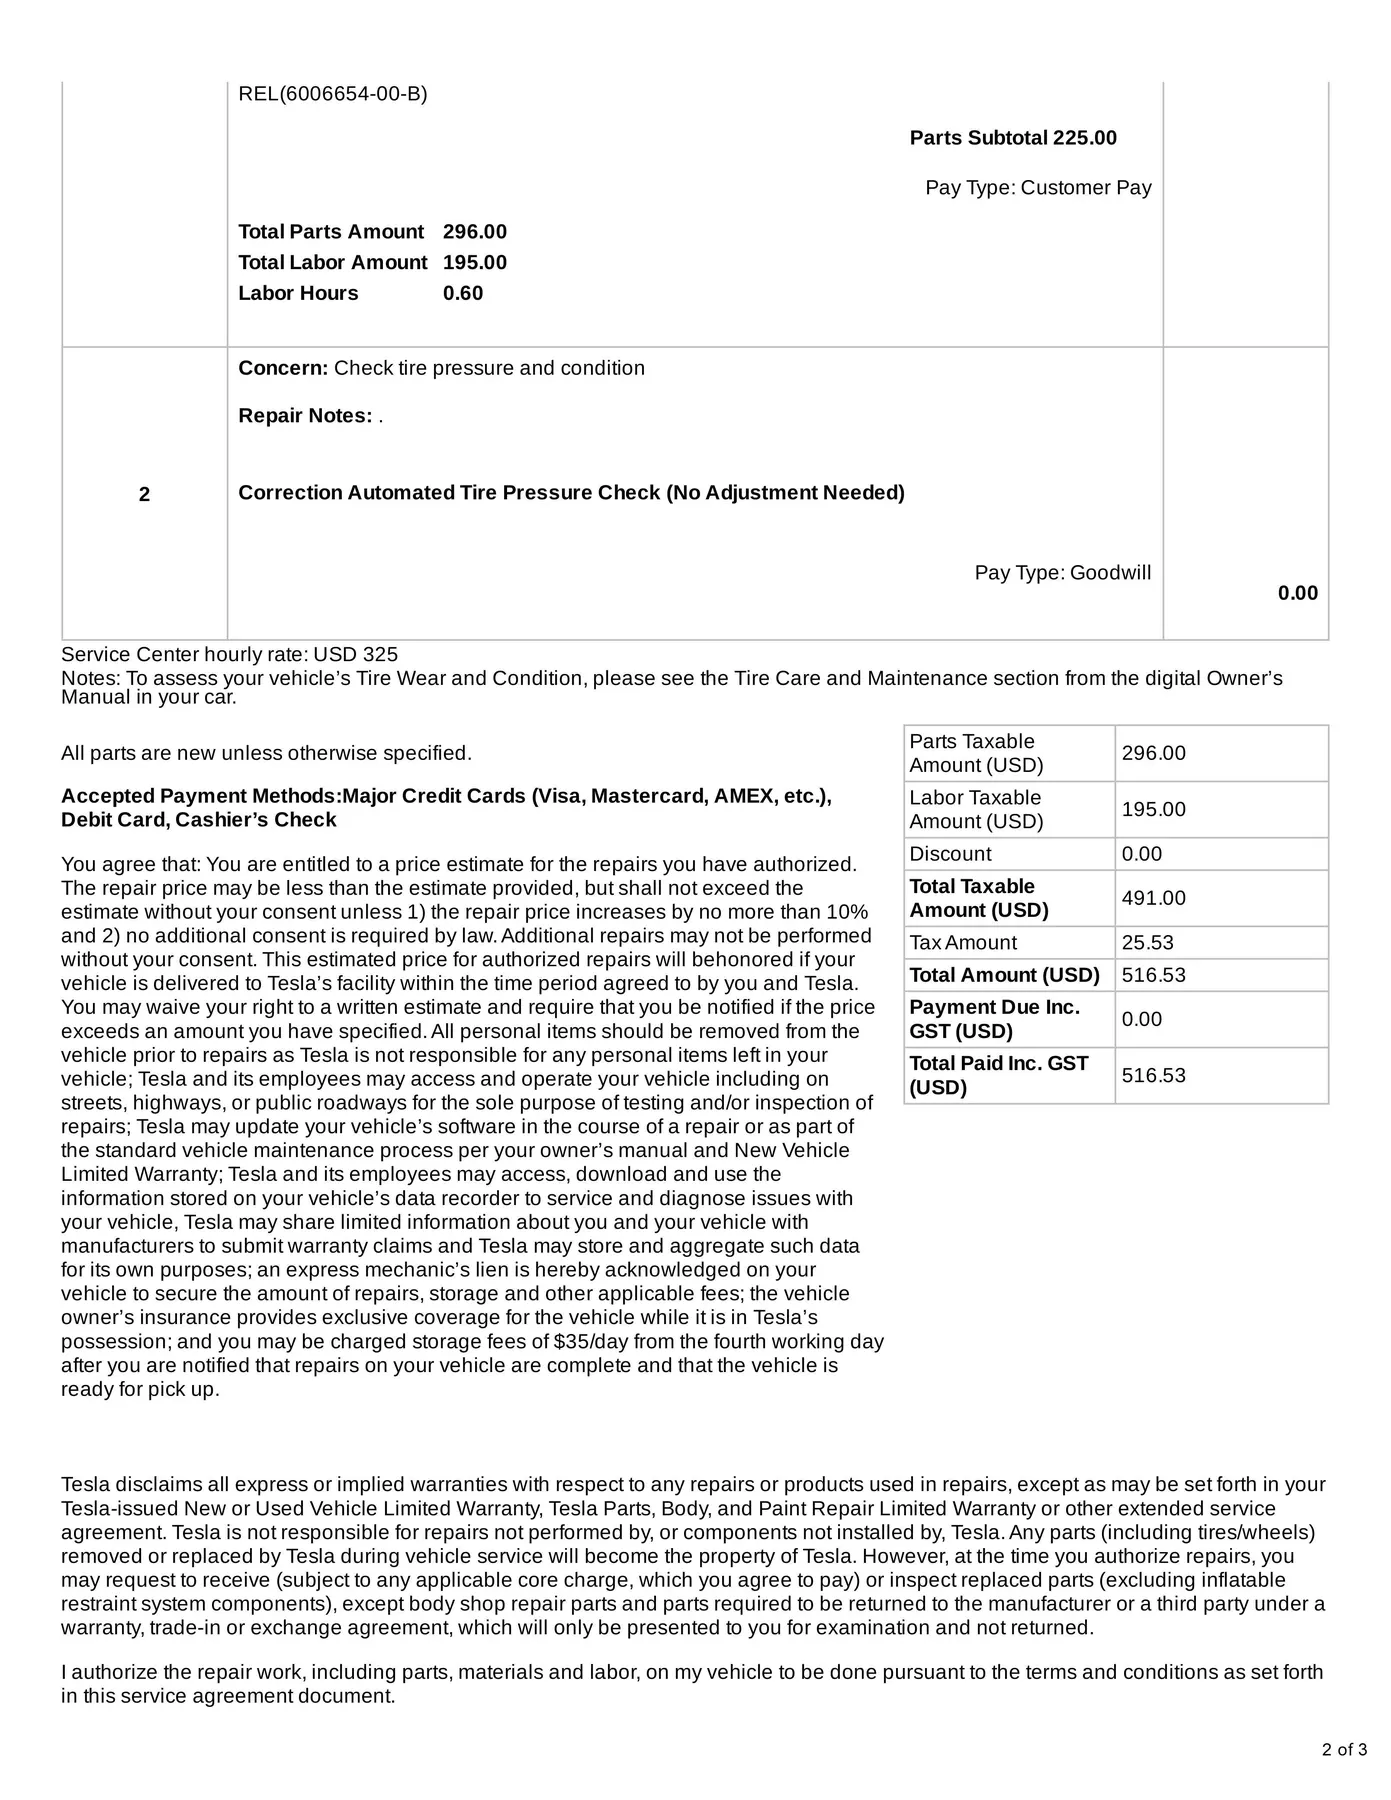 REL(6006654-00-B)
Parts Subtotal 225.00
Pay Type: Customer Pay
Total Parts Amount 296.00
Total Labor Amount 195.00
Labor Hours 0.60
Concern: Check tire pressure and condition
Repair Notes: .
2
Correction Automated Tire Pressure Check (No Adjustment Needed)
Pay Type: Goodwill
0.00
Service Center hourly rate: USD 325
Notes: To assess your vehicle’s Tire Wear and Condition, please see the Tire Care and Maintenance section from the digital Owner’s
Manual in your car.
All parts are new unless otherwise specified.
Accepted Payment Methods:Major Credit Cards (Visa, Mastercard, AMEX, etc.),
Debit Card, Cashier’s Check
You agree that: You are entitled to a price estimate for the repairs you have authorized.
The repair price may be less than the estimate provided, but shall not exceed the
estimate without your consent unless 1) the repair price increases by no more than 10%
and 2) no additional consent is required by law. Additional repairs may not be performed
without your consent. This estimated price for authorized repairs will behonored if your
vehicle is delivered to Tesla’s facility within the time period agreed to by you and Tesla.
You may waive your right to a written estimate and require that you be notified if the price
exceeds an amount you have specified. All personal items should be removed from the
vehicle prior to repairs as Tesla is not responsible for any personal items left in your
vehicle; Tesla and its employees may access and operate your vehicle including on
streets, highways, or public roadways for the sole purpose of testing and/or inspection of
repairs; Tesla may update your vehicle’s software in the course of a repair or as part of
the standard vehicle maintenance process per your owner’s manual and New Vehicle
Limited Warranty; Tesla and its employees may access, download and use the
information stored on your vehicle’s data recorder to service and diagnose issues with
your vehicle, Tesla may share limited information about you and your vehicle with
manufacturers to submit warranty claims and Tesla may store and aggregate such data
for its own purposes; an express mechanic’s lien is hereby acknowledged on your
vehicle to secure the amount of repairs, storage and other applicable fees; the vehicle
owner’s insurance provides exclusive coverage for the vehicle while it is in Tesla’s
possession; and you may be charged storage fees of $35/day from the fourth working day
after you are notified that repairs on your vehicle are complete and that the vehicle is
ready for pick up.
Parts Taxable
Amount (USD)
296.00
Labor Taxable
Amount (USD)
195.00
Discount 0.00
Total Taxable
Amount (USD)
491.00
Tax Amount 25.53
Total Amount (USD) 516.53
Payment Due Inc.
GST (USD)
0.00
Total Paid Inc. GST
(USD)
516.53
Tesla disclaims all express or implied warranties with respect to any repairs or products used in repairs, except as may be set forth in your
Tesla-issued New or Used Vehicle Limited Warranty, Tesla Parts, Body, and Paint Repair Limited Warranty or other extended service
agreement. Tesla is not responsible for repairs not performed by, or components not installed by, Tesla. Any parts (including tires/wheels)
removed or replaced by Tesla during vehicle service will become the property of Tesla. However, at the time you authorize repairs, you
may request to receive (subject to any applicable core charge, which you agree to pay) or inspect replaced parts (excluding inflatable
restraint system components), except body shop repair parts and parts required to be returned to the manufacturer or a third party under a
warranty, trade-in or exchange agreement, which will only be presented to you for examination and not returned.
I authorize the repair work, including parts, materials and labor, on my vehicle to be done pursuant to the terms and conditions as set forth
in this service agreement document.
2 of 3